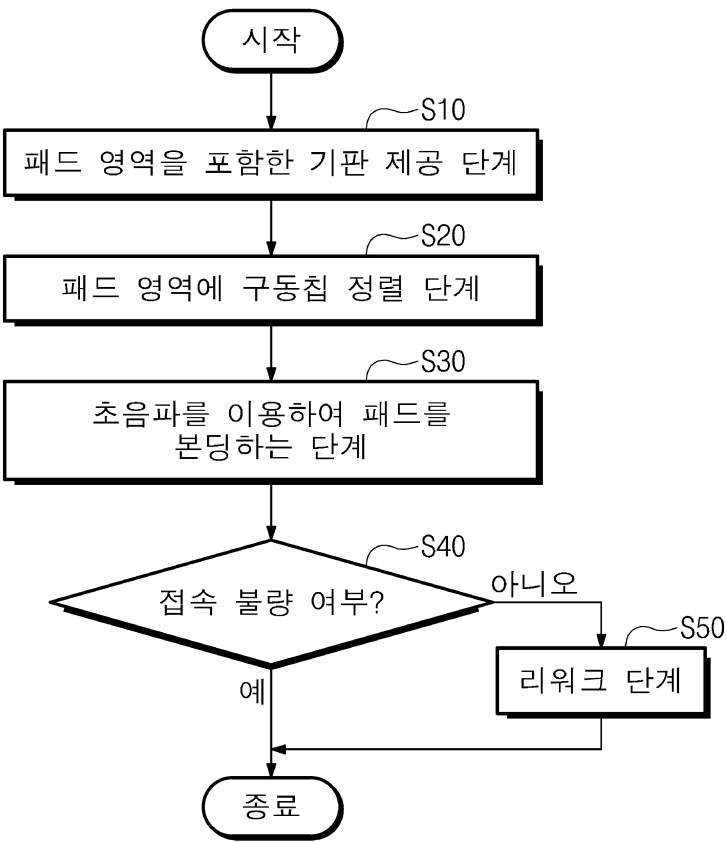 시작
S10
패드 영역을 포함한 기판 제공 단계
S20
패드 영역에 구동칩 정렬 단계
S30
초음파를 이용하여 패드를
본딩하는 단계
S40
접속 불량 여부?
아니오
S50
리워크 단계
예
종료